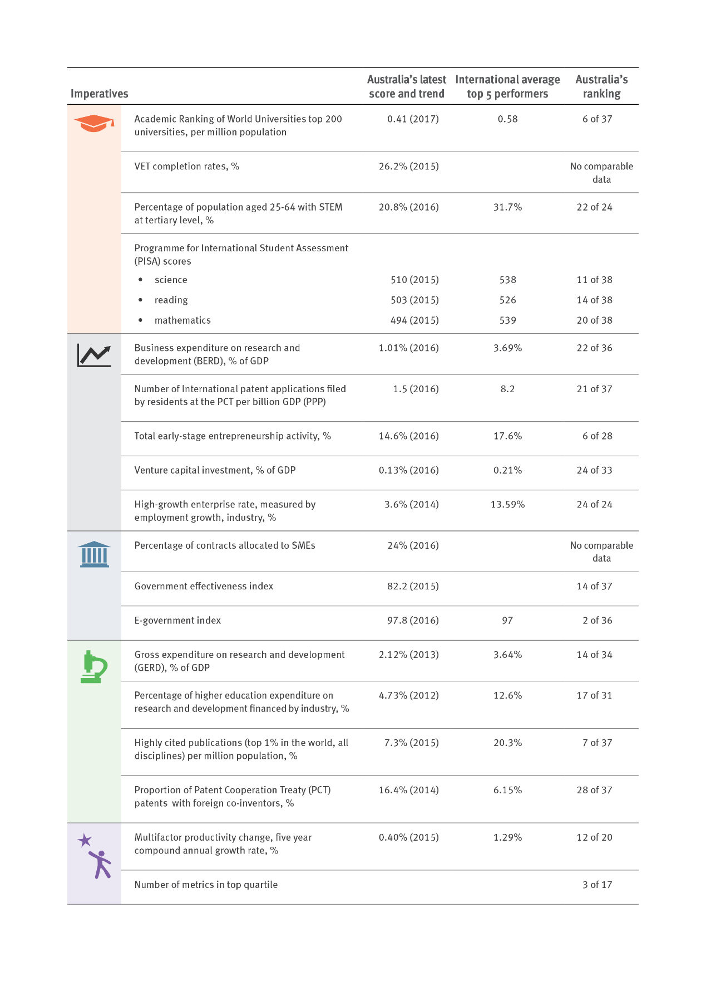 Imperatives
Australia’s latest score and trend
International average top 5 performers
Australia’s ranking
Academic Ranking of World Universities top 200 0.41 (2017) 0.58 6 of 37
universities, per million population
VET completion rates, % 26.2% (2015) No comparable
data
Percentage of population aged 25-64 with STEM 20.8% (2016) 31.7% 22 of 24
at tertiary level, %
Programme for International Student Assessment
(PISA) scores
• science 510 (2015) 538 11 of 38
• reading 503 (2015) 526 14 of 38
• mathematics 494 (2015) 539 20 of 38
Business expenditure on research and 1.01% (2016) 3.69% 22 of 36
development (BERD), % of GDP
Number of International patent applications filed 1.5 (2016) 8.2 21 of 37
by residents at the PCT per billion GDP (PPP)
Total early-stage entrepreneurship activity, % 14.6% (2016) 17.6% 6 of 28
Venture capital investment, % of GDP 0.13% (2016) 0.21% 24 of 33
High-growth enterprise rate, measured by 3.6% (2014) 13.59% 24 of 24
employment growth, industry, %
Percentage of contracts allocated to SMEs 24% (2016) No comparable
data
Government effectiveness index 82.2 (2015) 14 of 37
E-government index 97.8 (2016) 97 2 of 36
Gross expenditure on research and development 2.12% (2013) 3.64% 14 of 34
(GERD), % of GDP
Percentage of higher education expenditure on 4.73% (2012) 12.6% 17 of 31
research and development financed by industry, %
Highly cited publications (top 1% in the world, all 7.3% (2015) 20.3% 7 of 37
disciplines) per million population, %
Proportion of Patent Cooperation Treaty (PCT) 16.4% (2014) 6.15% 28 of 37
patents with foreign co-inventors, %
Multifactor productivity change, five year 0.40% (2015) 1.29% 12 of 20
compound annual growth rate, %
Number of metrics in top quartile 3 of 17